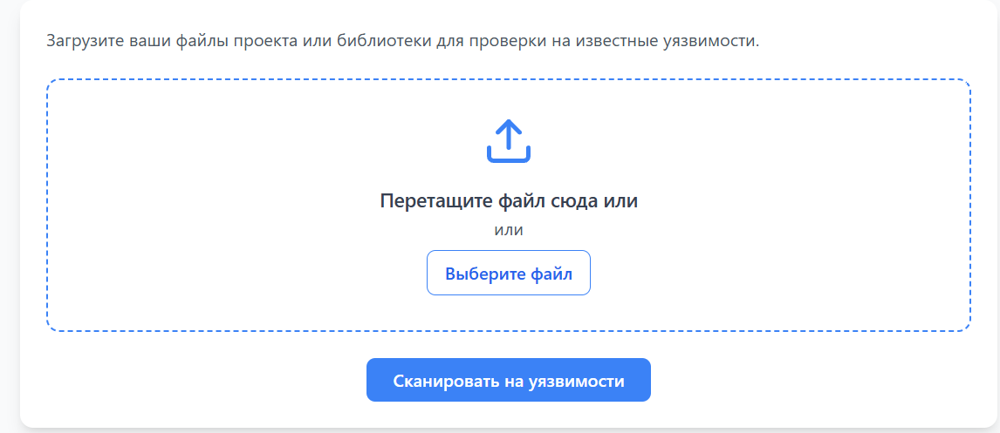 Загрузите ваши файлы проекта или библиотеки для проверки на известные уязвимости.
Перетащите файл сюда или
или
Выберите файл
Сканировать на уязвимости